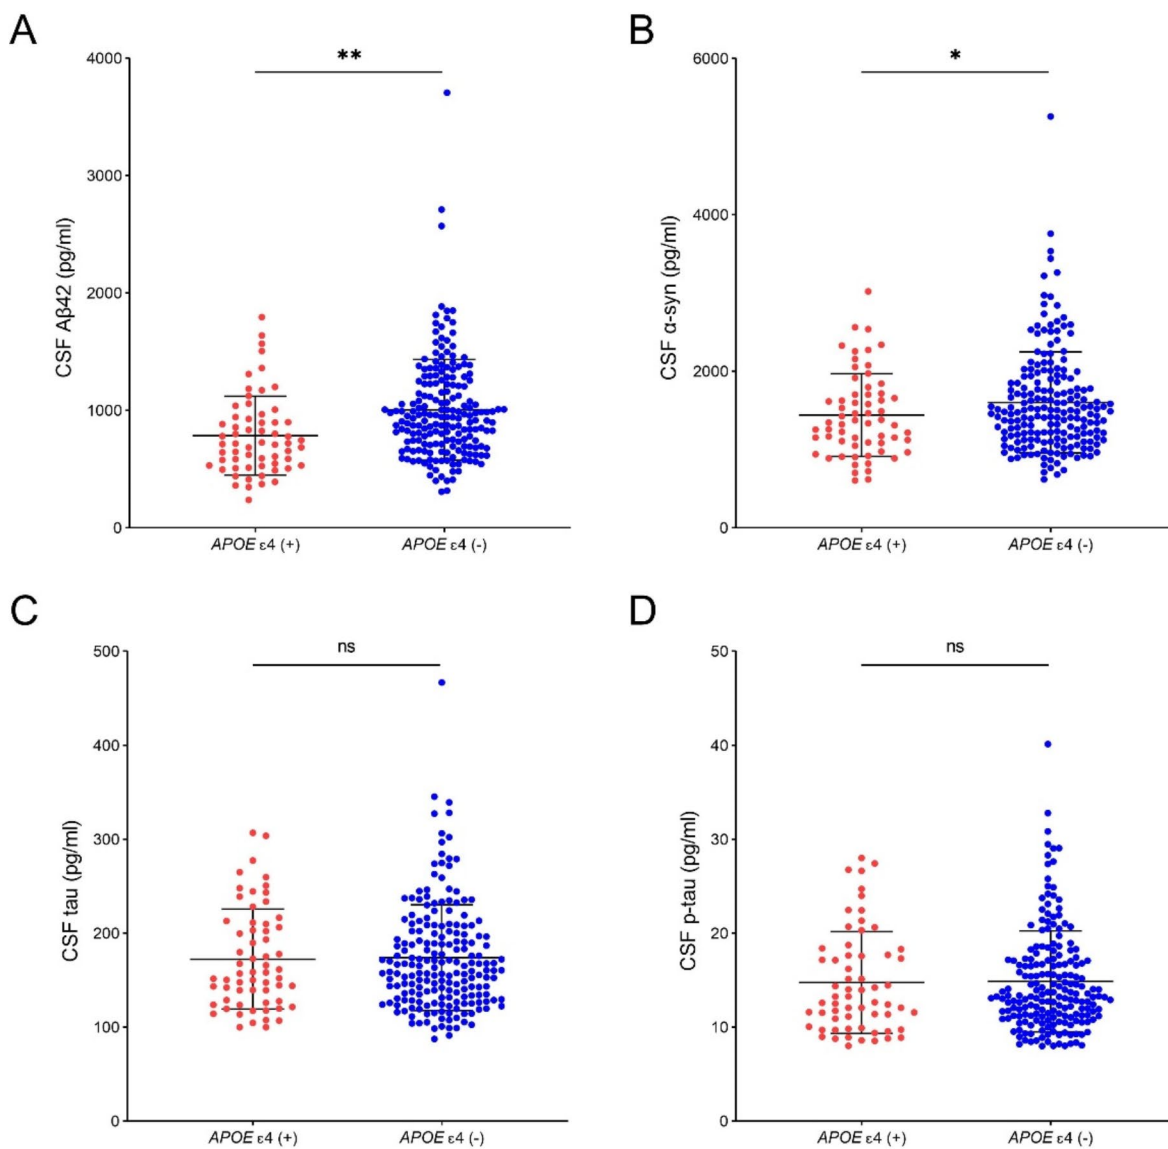 A
**
4000
3000
2000
1000
0
CSF Aβ42 (pg/ml)
APOE ε4 (+)
APOE ε4 (-)
B
*
6000
4000
2000
0
CSF α-syn (pg/ml)
APOE ε4 (+)
APOE ε4 (-)
C
ns
500
400
300
200
100
0
CSF tau (pg/ml)
APOE ε4 (+)
APOE ε4 (-)
D
ns
50
40
30
20
10
0
CSF p-tau (pg/ml)
APOE ε4 (+)
APOE ε4 (-)